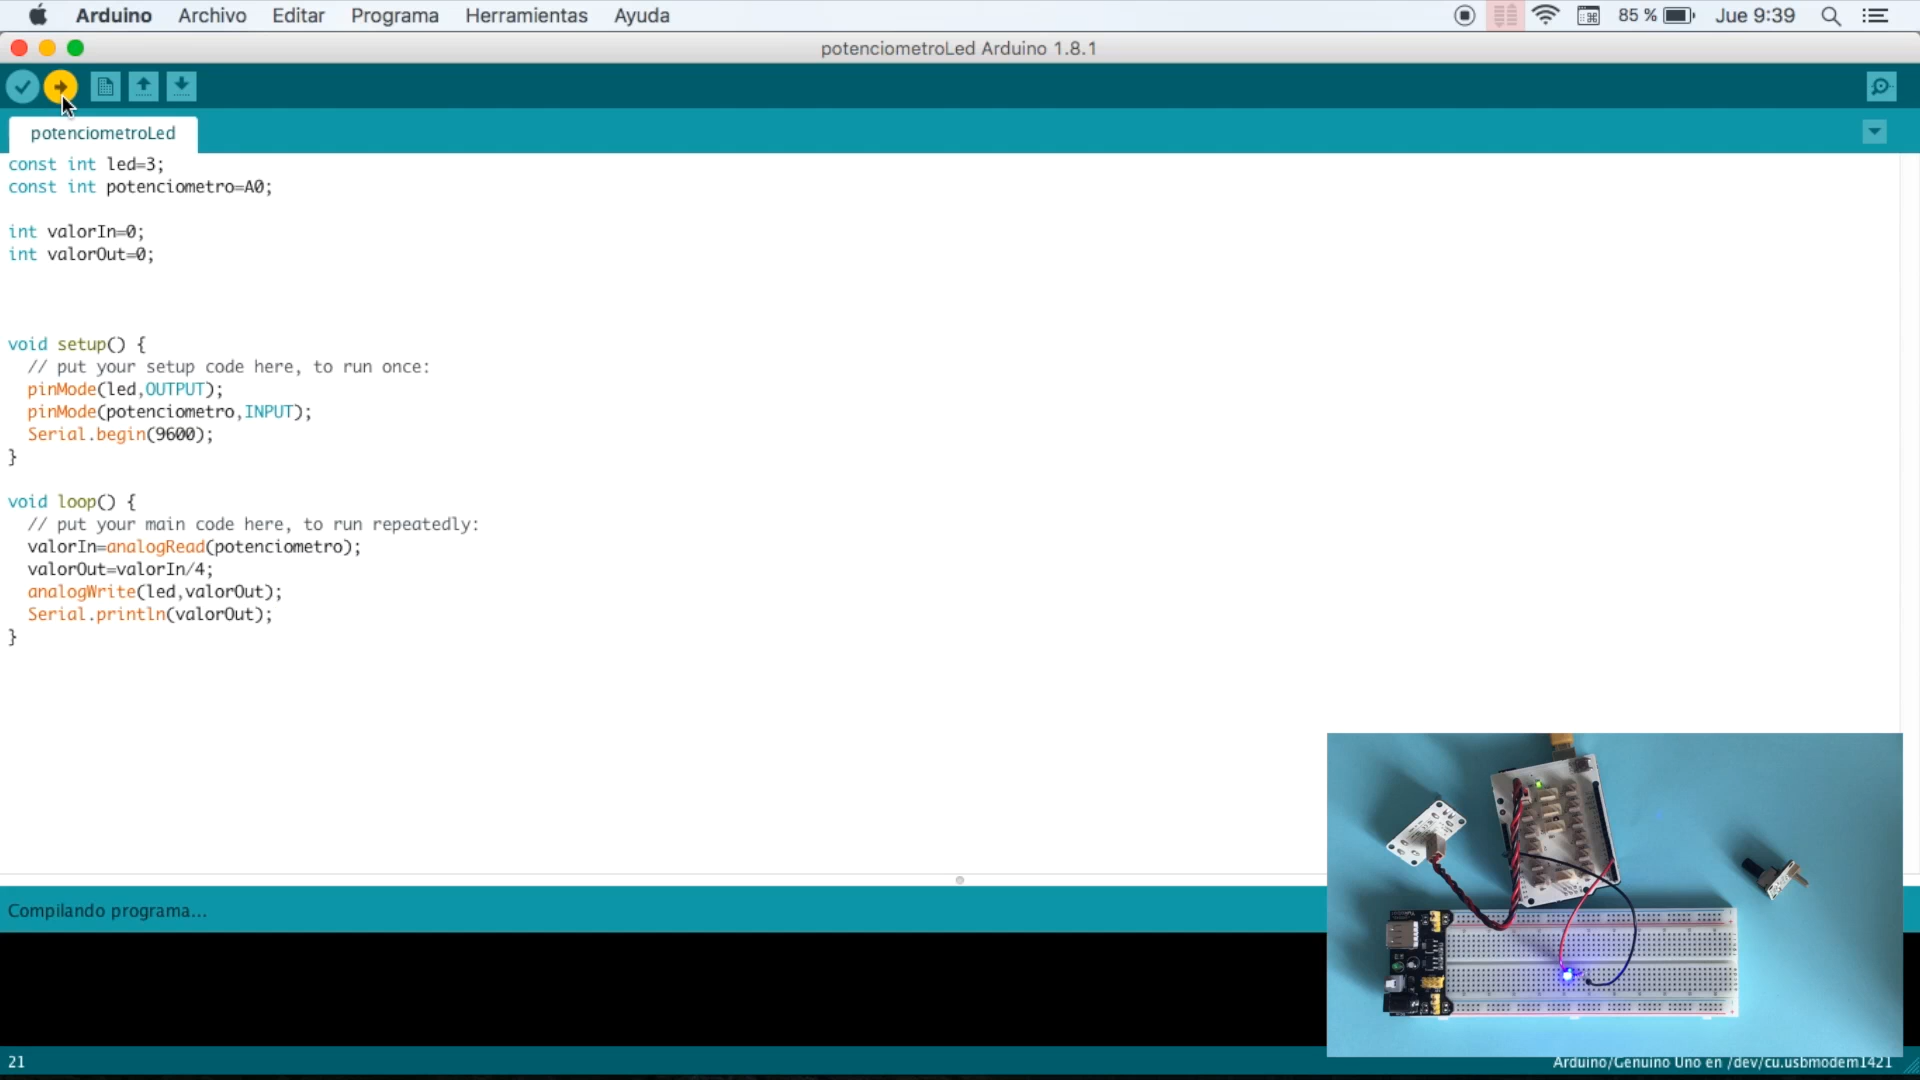 Arduino Archivo Editar Programa Herramientas Ayuda 85 % Jue 9:39
potenciometroLed Arduino 1.8.1
potenciometroLed
const int led=3;
const int potenciometro=A0;
int valorIn=0;
int valorOut=0;
void setup() {
// put your setup code here, to run once:
pinMode(led,OUTPUT);
pinMode(potenciometro,INPUT);
Serial.begin(9600);
}
void loop() {
// put your main code here, to run repeatedly:
valorIn=analogRead(potenciometro);
valorOut=valorIn/4;
analogWrite(led,valorOut);
Serial.println(valorOut);
}
Compilando programa...
21 Arduino/Genuino Uno en /dev/cu.usbmodem1421